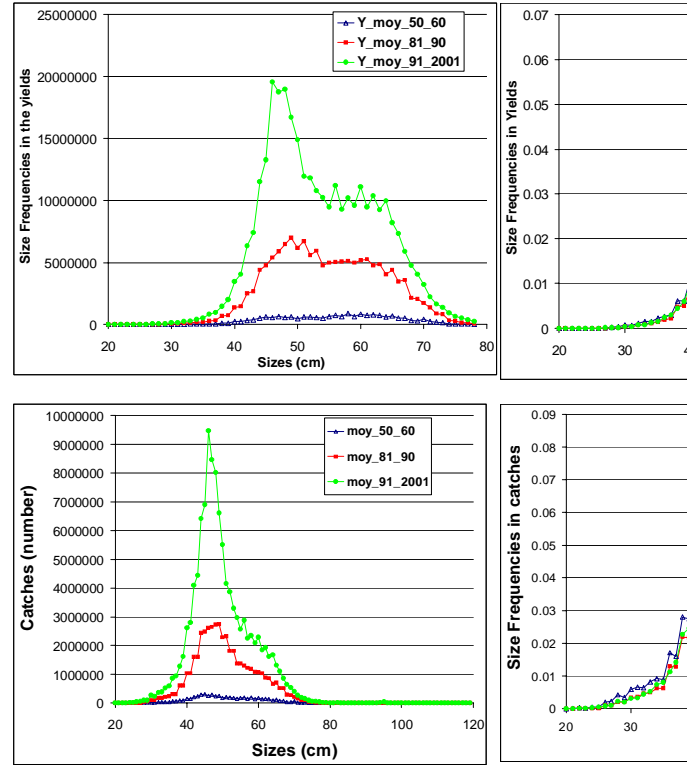 25000000
20000000
15000000
10000000
5000000
0
Size Frequencies in the yields
Y_moy_50_60
Y_moy_81_90
Y_moy_91_2001
20 30 40 50 60 70 80
Sizes (cm)
0.07
0.06
0.05
0.04
0.03
0.02
0.01
0
Size Frequencies in Yields
20 30
10000000
9000000
8000000
7000000
6000000
5000000
4000000
3000000
2000000
1000000
0
Catches (number)
moy_50_60
moy_81_90
moy_91_2001
20 40 60 80 100 120
Sizes (cm)
0.09
0.08
0.07
0.06
0.05
0.04
0.03
0.02
0.01
0
Size Frequencies in catches
20 30